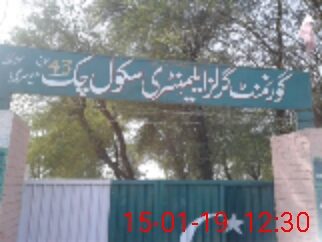 گورنمنٹ گرلز ایلیمنٹری سکول چک 43
15-01-19 12:30